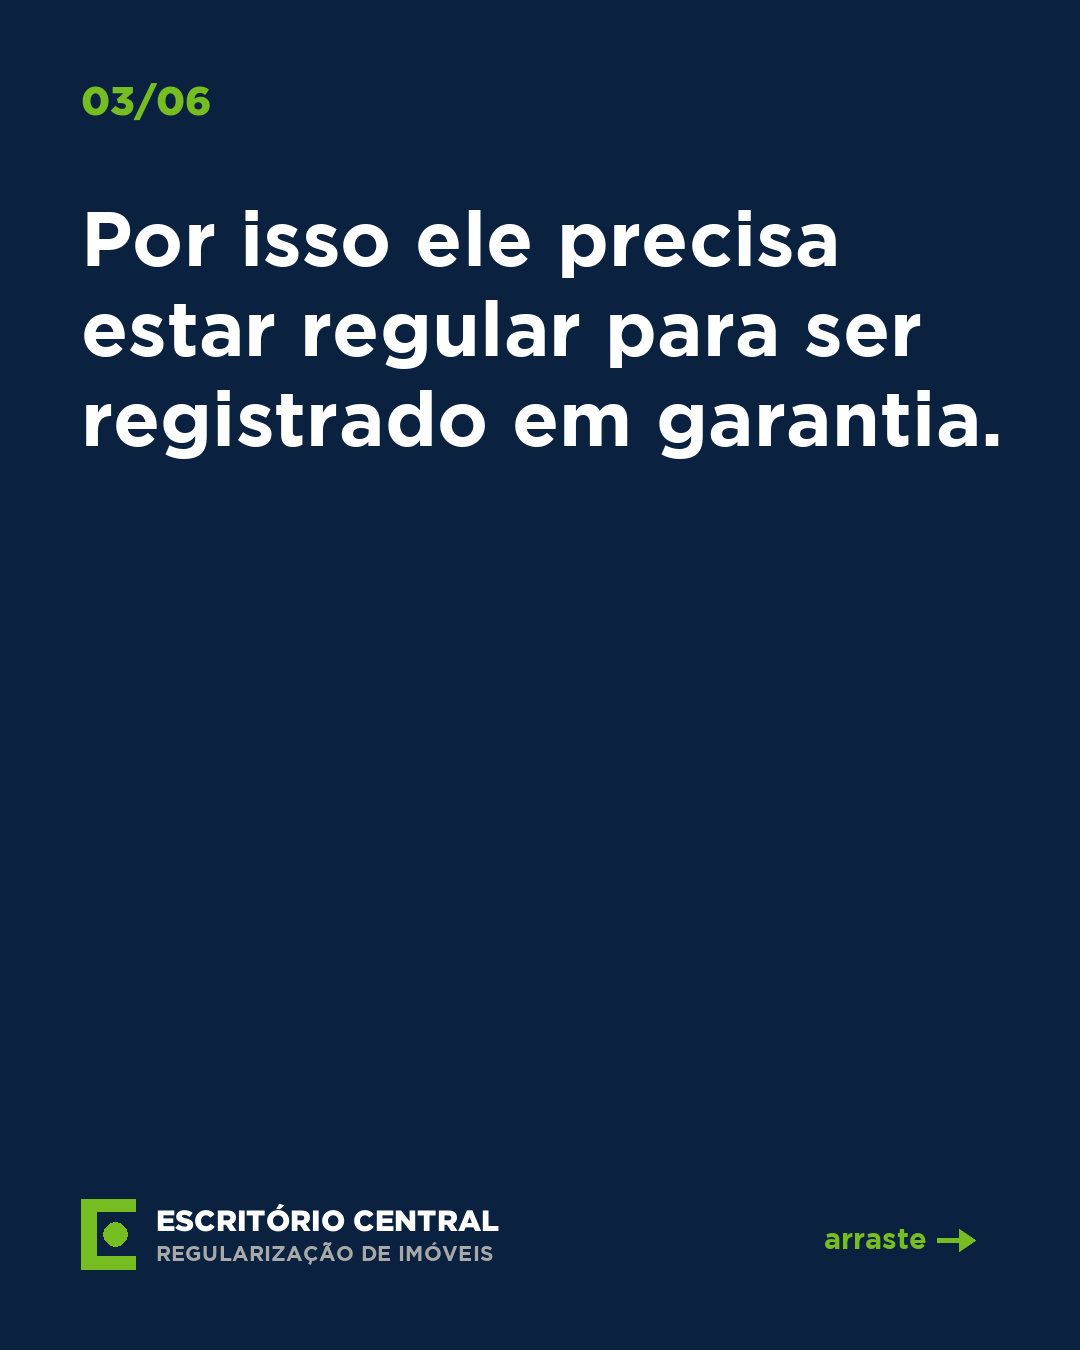 03/06
Por isso ele precisa
estar regular para ser
registrado em garantia.
ESCRITÓRIO CENTRAL
REGULARIZAÇÃO DE IMÓVEIS
arraste